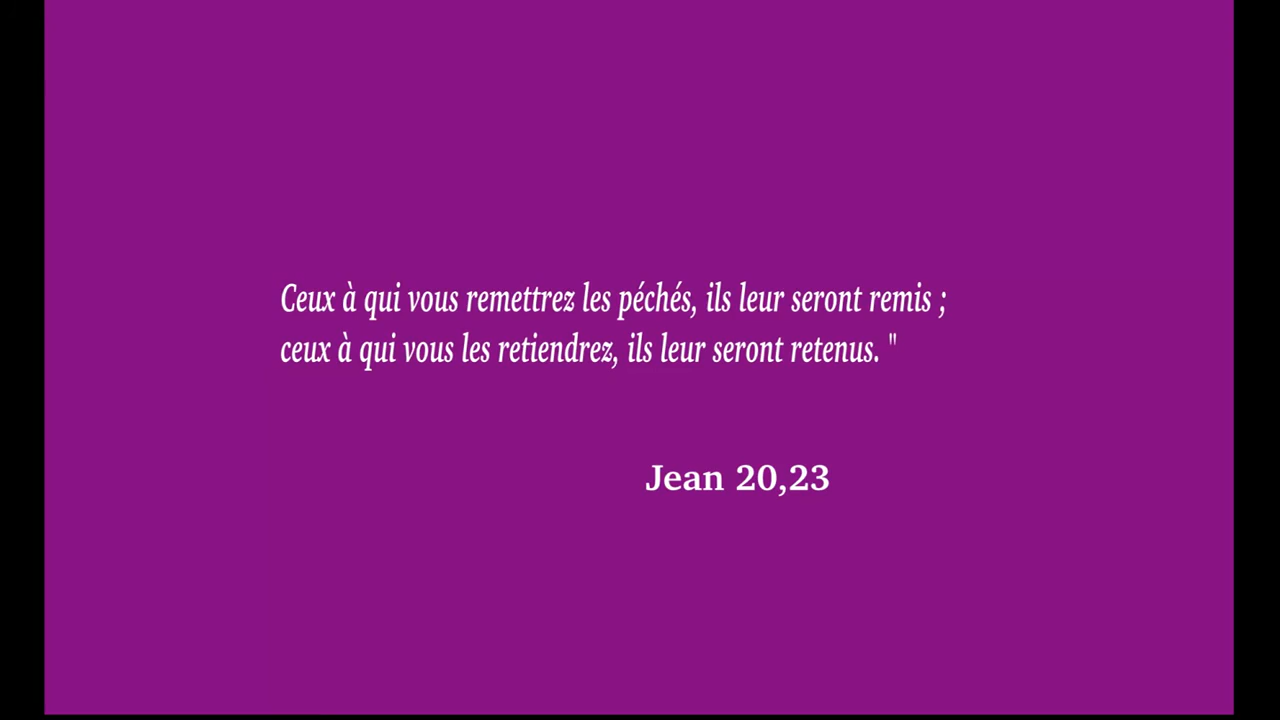 Ceux à qui vous remettrez les péchés, ils leur seront remis ;
ceux à qui vous les retiendrez, ils leur seront retenus. "
Jean 20,23